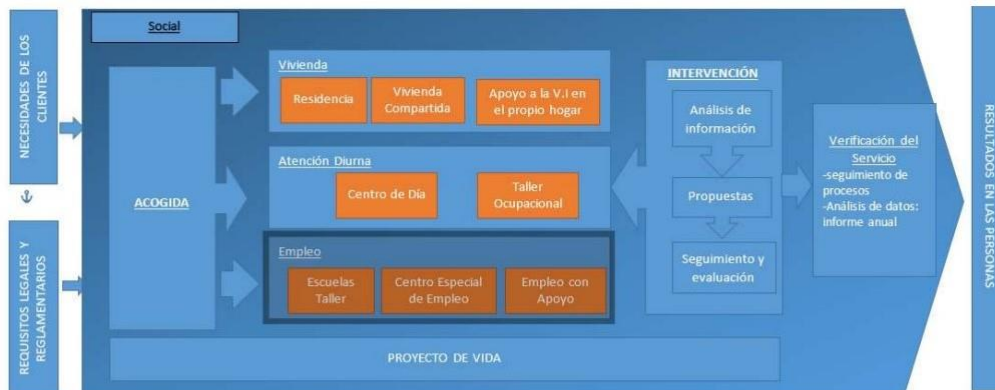 NECESIDADES DE LOS
CLIENTES
REQUISITOS LEGALES Y
REGLAMENTARIOS
Social
ACOGIDA
Vivienda
Residencia
Vivienda
Compartida
Apoyo a la V.I en
el propio hogar
Atención Diurna
Centro de Día
Taller
Ocupacional
Empleo
Escuelas
Taller
Centro Especial
de Empleo
Empleo con
Apoyo
INTERVENCIÓN
Análisis de
información
Propuestas
Seguimiento y
evaluación
Verificación del
Servicio
-seguimiento de
procesos
-Análisis de datos:
informe anual
PROYECTO DE VIDA
RESULTADOS EN LAS PERSONAS